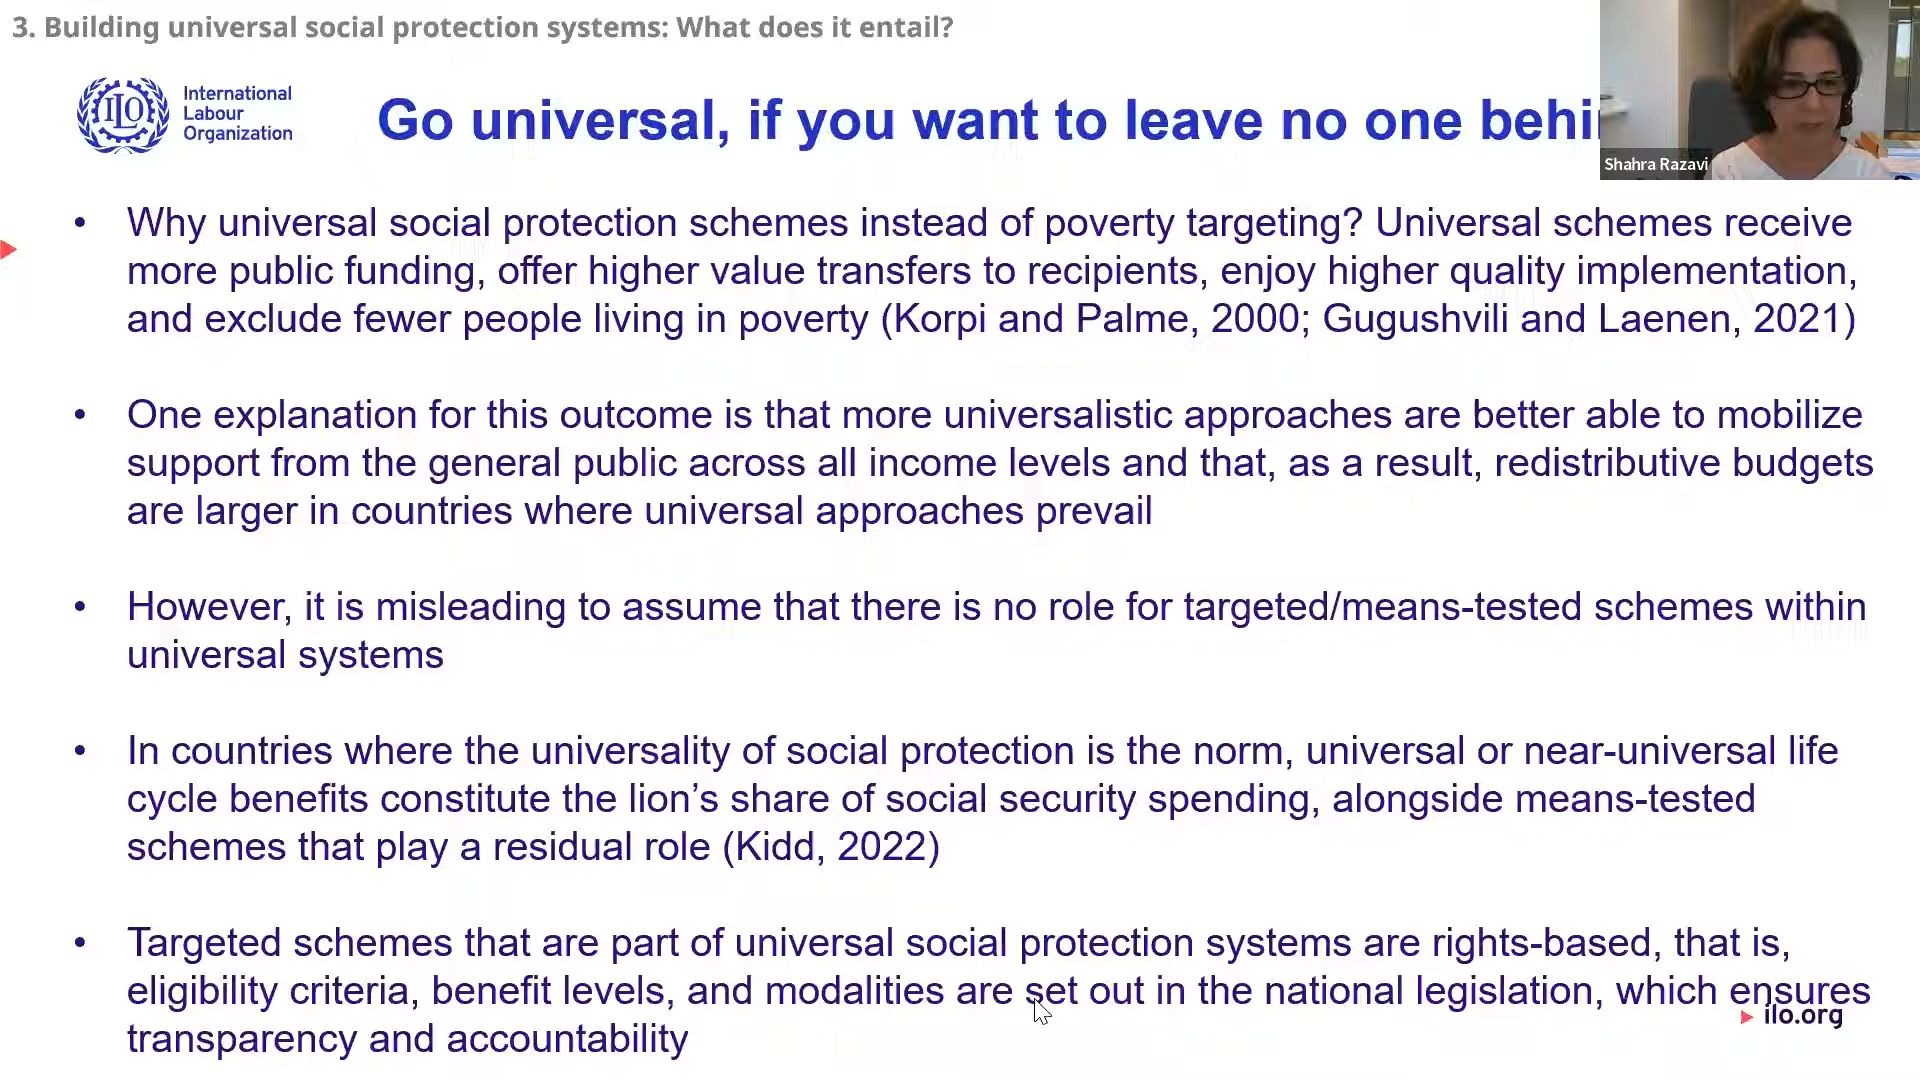 3. Building universal social protection systems: What does it entail?
International
Labour
Organization
ILO
Go universal, if you want to leave no one behi
Shahra Razavi
• Why universal social protection schemes instead of poverty targeting? Universal schemes receive
more public funding, offer higher value transfers to recipients, enjoy higher quality implementation,
and exclude fewer people living in poverty (Korpi and Palme, 2000; Gugushvili and Laenen, 2021)
• One explanation for this outcome is that more universalistic approaches are better able to mobilize
support from the general public across all income levels and that, as a result, redistributive budgets
are larger in countries where universal approaches prevail
• However, it is misleading to assume that there is no role for targeted/means-tested schemes within
universal systems
• In countries where the universality of social protection is the norm, universal or near-universal life
cycle benefits constitute the lion’s share of social security spending, alongside means-tested
schemes that play a residual role (Kidd, 2022)
• Targeted schemes that are part of universal social protection systems are rights-based, that is,
eligibility criteria, benefit levels, and modalities are set out in the national legislation, which ensures
transparency and accountability
ilo.org